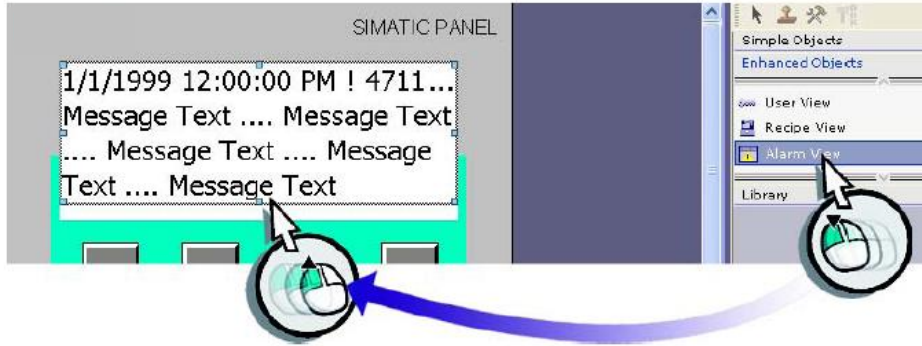 SIMATIC PANEL
1/1/1999 12:00:00 PM ! 4711...
Message Text .... Message Text
.... Message Text .... Message
Text .... Message Text
Simple Objects
Enhanced Objects
User View
Recipe View
Alarm View
Library